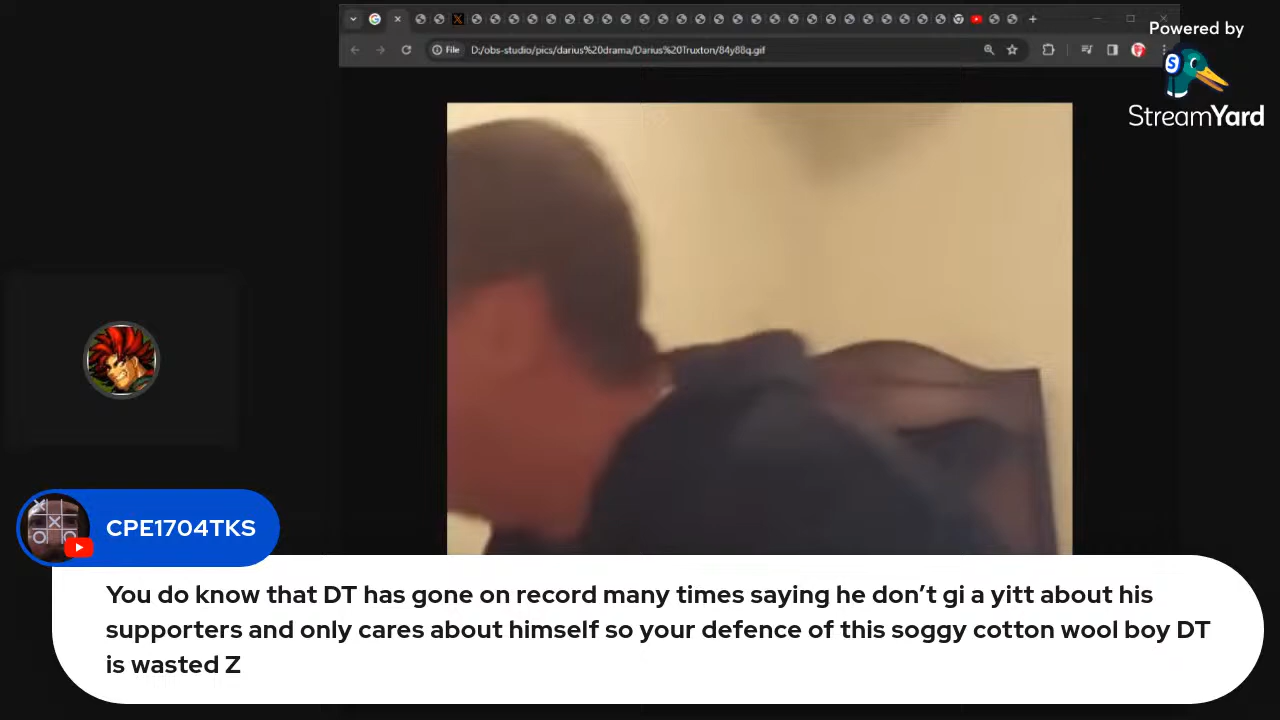 File D:/obs-studio/pics/darius%20drama/Darius%20Truxton/84y88q.gif
Powered by
StreamYard
CPE1704TKS
You do know that DT has gone on record many times saying he don’t gi a yitt about his
supporters and only cares about himself so your defence of this soggy cotton wool boy DT
is wasted Z